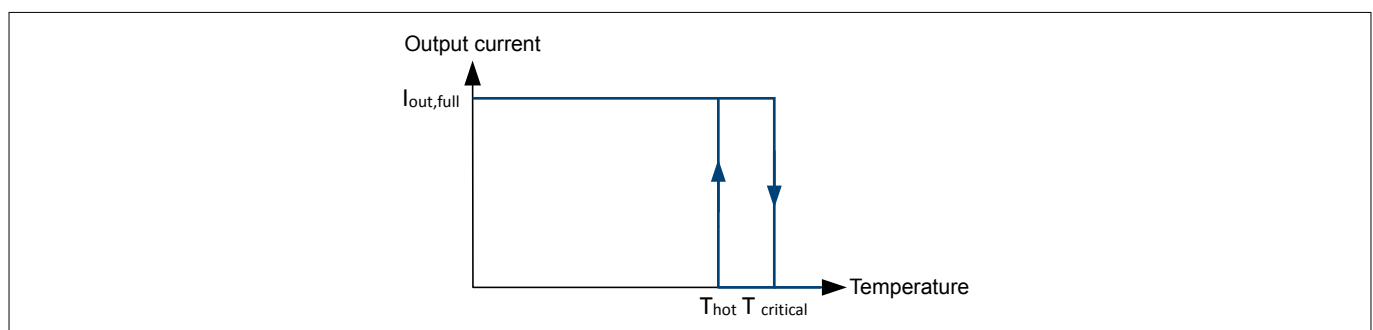 Output current
Iout,full
Temperature
Thot T critical